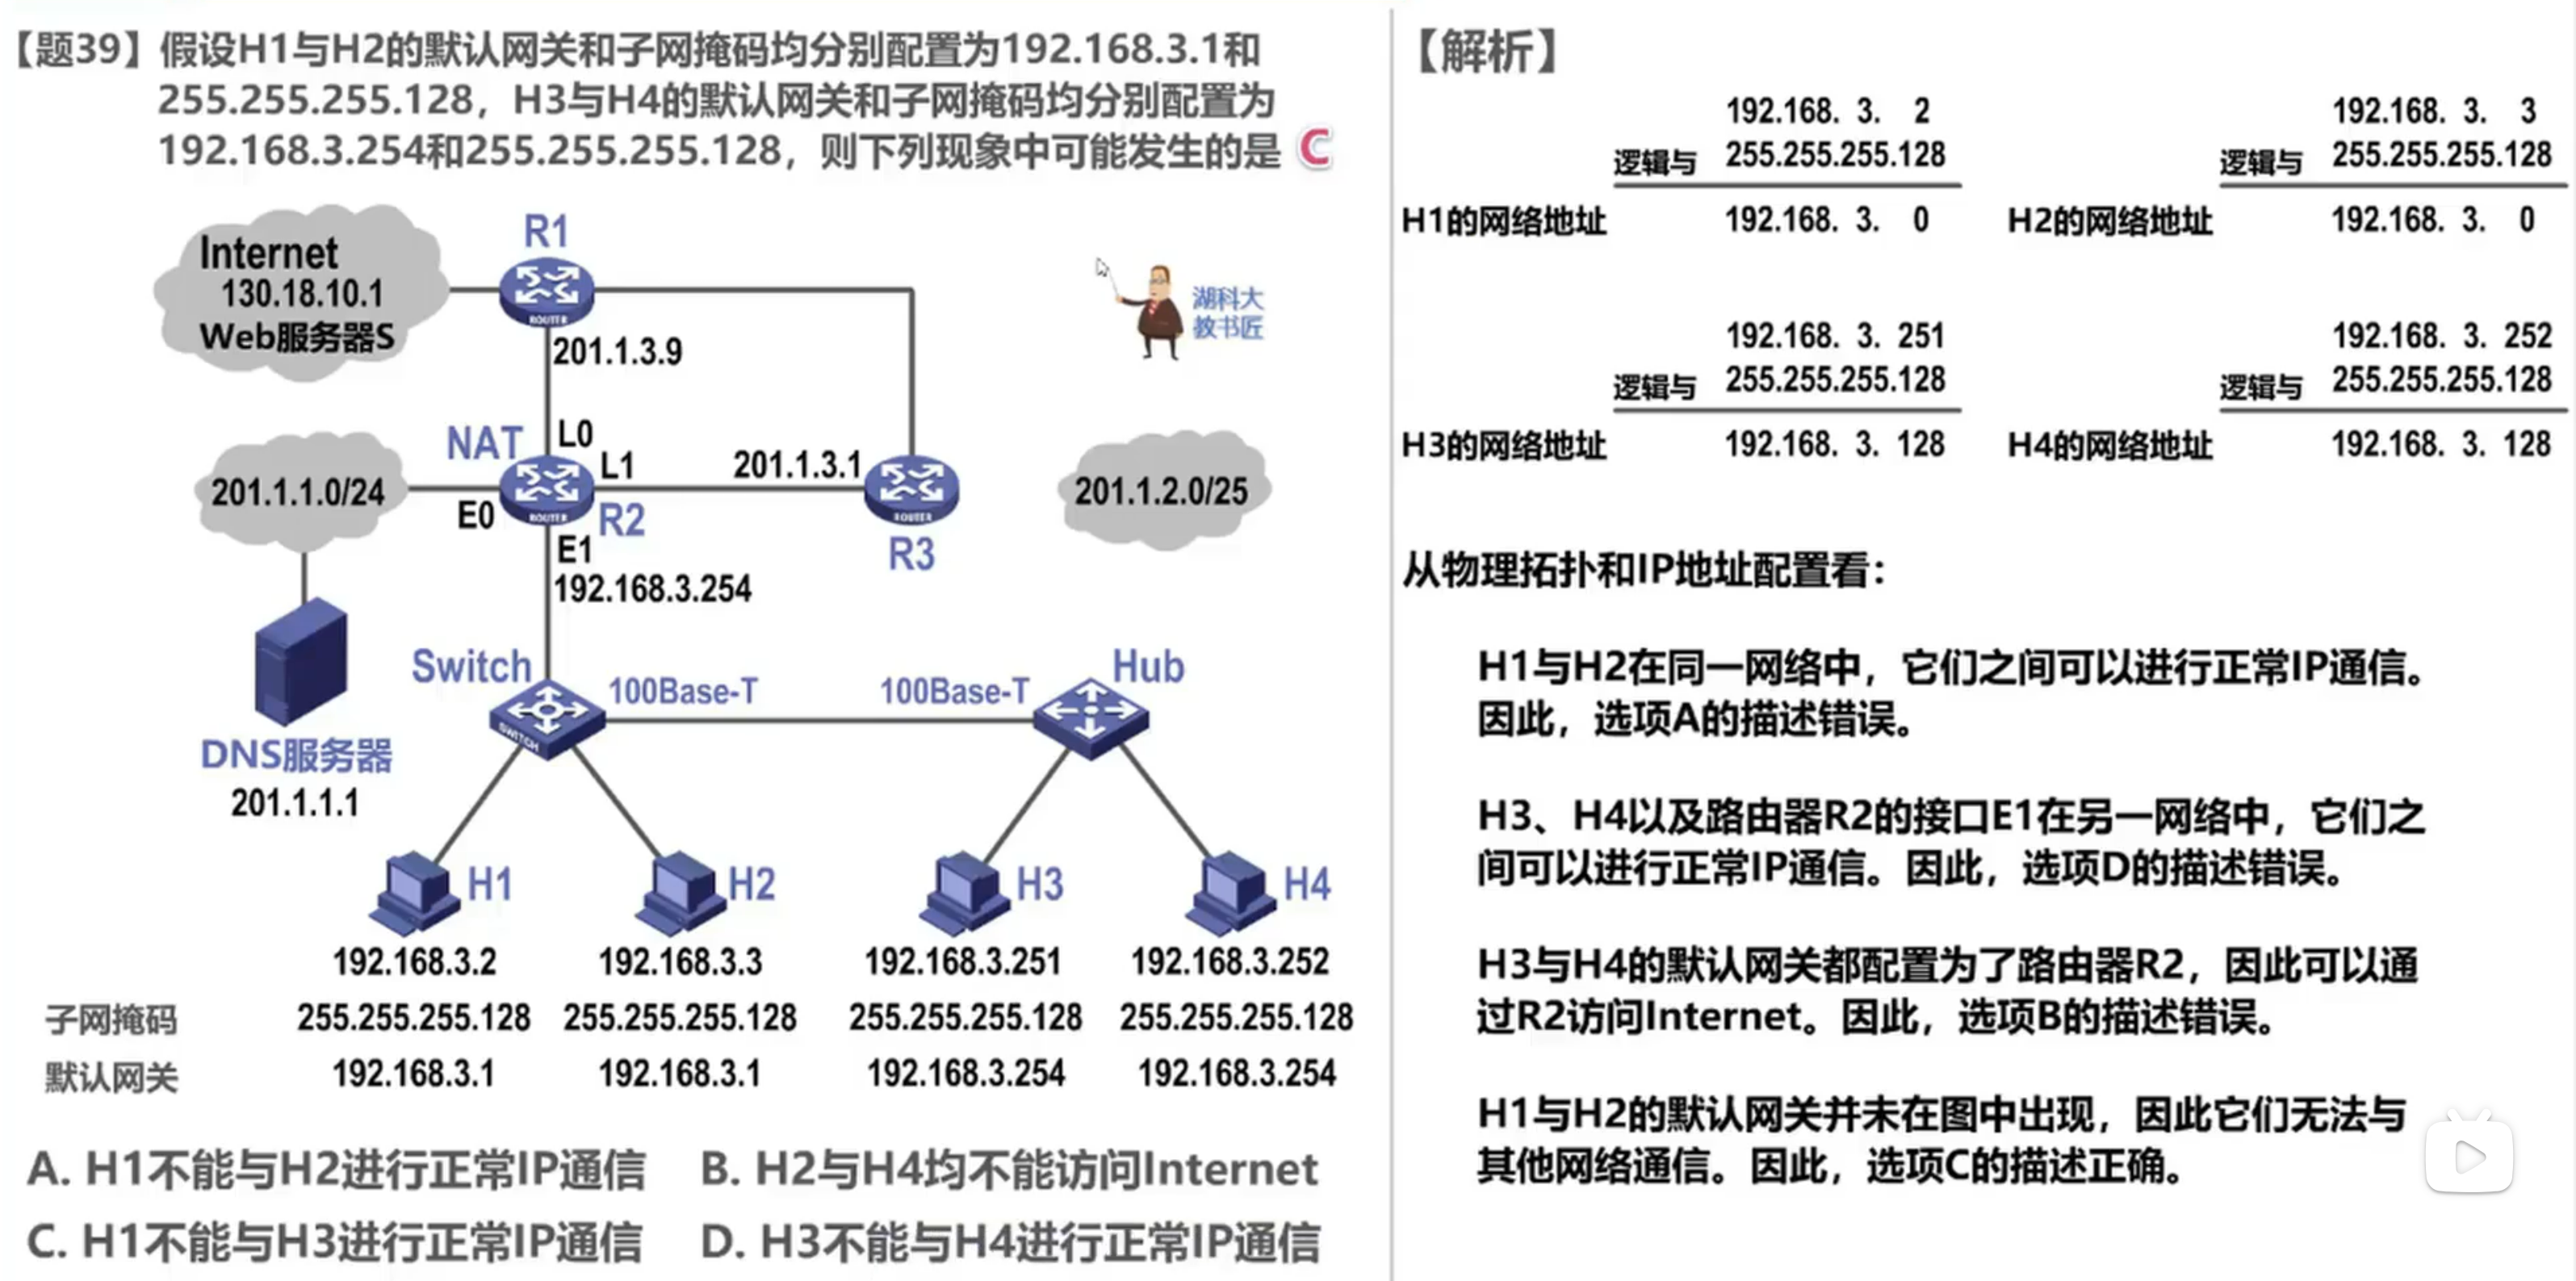 【题39】假设H1与H2的默认网关和子网掩码均分别配置为192.168.3.1和
255.255.255.128，H3与H4的默认网关和子网掩码均分别配置为
192.168.3.254和255.255.255.128，则下列现象中可能发生的是 C
R1
Internet
130.18.10.1
Web服务器S
ROUTER
201.1.3.9
湖科大
教书匠
NAT
L0
L1
201.1.3.1
201.1.1.0/24
E0
ROUTER
R2
ROUTER
R3
201.1.2.0/25
E1
192.168.3.254
Switch
100Base-T
100Base-T
Hub
SWITCH
DNS服务器
201.1.1.1
H1
H2
H3
H4
192.168.3.2 192.168.3.3 192.168.3.251 192.168.3.252
子网掩码 255.255.255.128 255.255.255.128 255.255.255.128 255.255.255.128
默认网关 192.168.3.1 192.168.3.1 192.168.3.254 192.168.3.254
A. H1不能与H2进行正常IP通信 B. H2与H4均不能访问Internet
C. H1不能与H3进行正常IP通信 D. H3不能与H4进行正常IP通信
【解析】
192.168. 3. 2
逻辑与 255.255.255.128
H1的网络地址 192.168. 3. 0
192.168. 3. 3
逻辑与 255.255.255.128
H2的网络地址 192.168. 3. 0
192.168. 3. 251
逻辑与 255.255.255.128
H3的网络地址 192.168. 3. 128
192.168. 3. 252
逻辑与 255.255.255.128
H4的网络地址 192.168. 3. 128
从物理拓扑和IP地址配置看：
H1与H2在同一网络中，它们之间可以进行正常IP通信。
因此，选项A的描述错误。
H3、H4以及路由器R2的接口E1在另一网络中，它们之
间可以进行正常IP通信。因此，选项D的描述错误。
H3与H4的默认网关都配置为了路由器R2，因此可以通
过R2访问Internet。因此，选项B的描述错误。
H1与H2的默认网关并未在图中出现，因此它们无法与
其他网络通信。因此，选项C的描述正确。